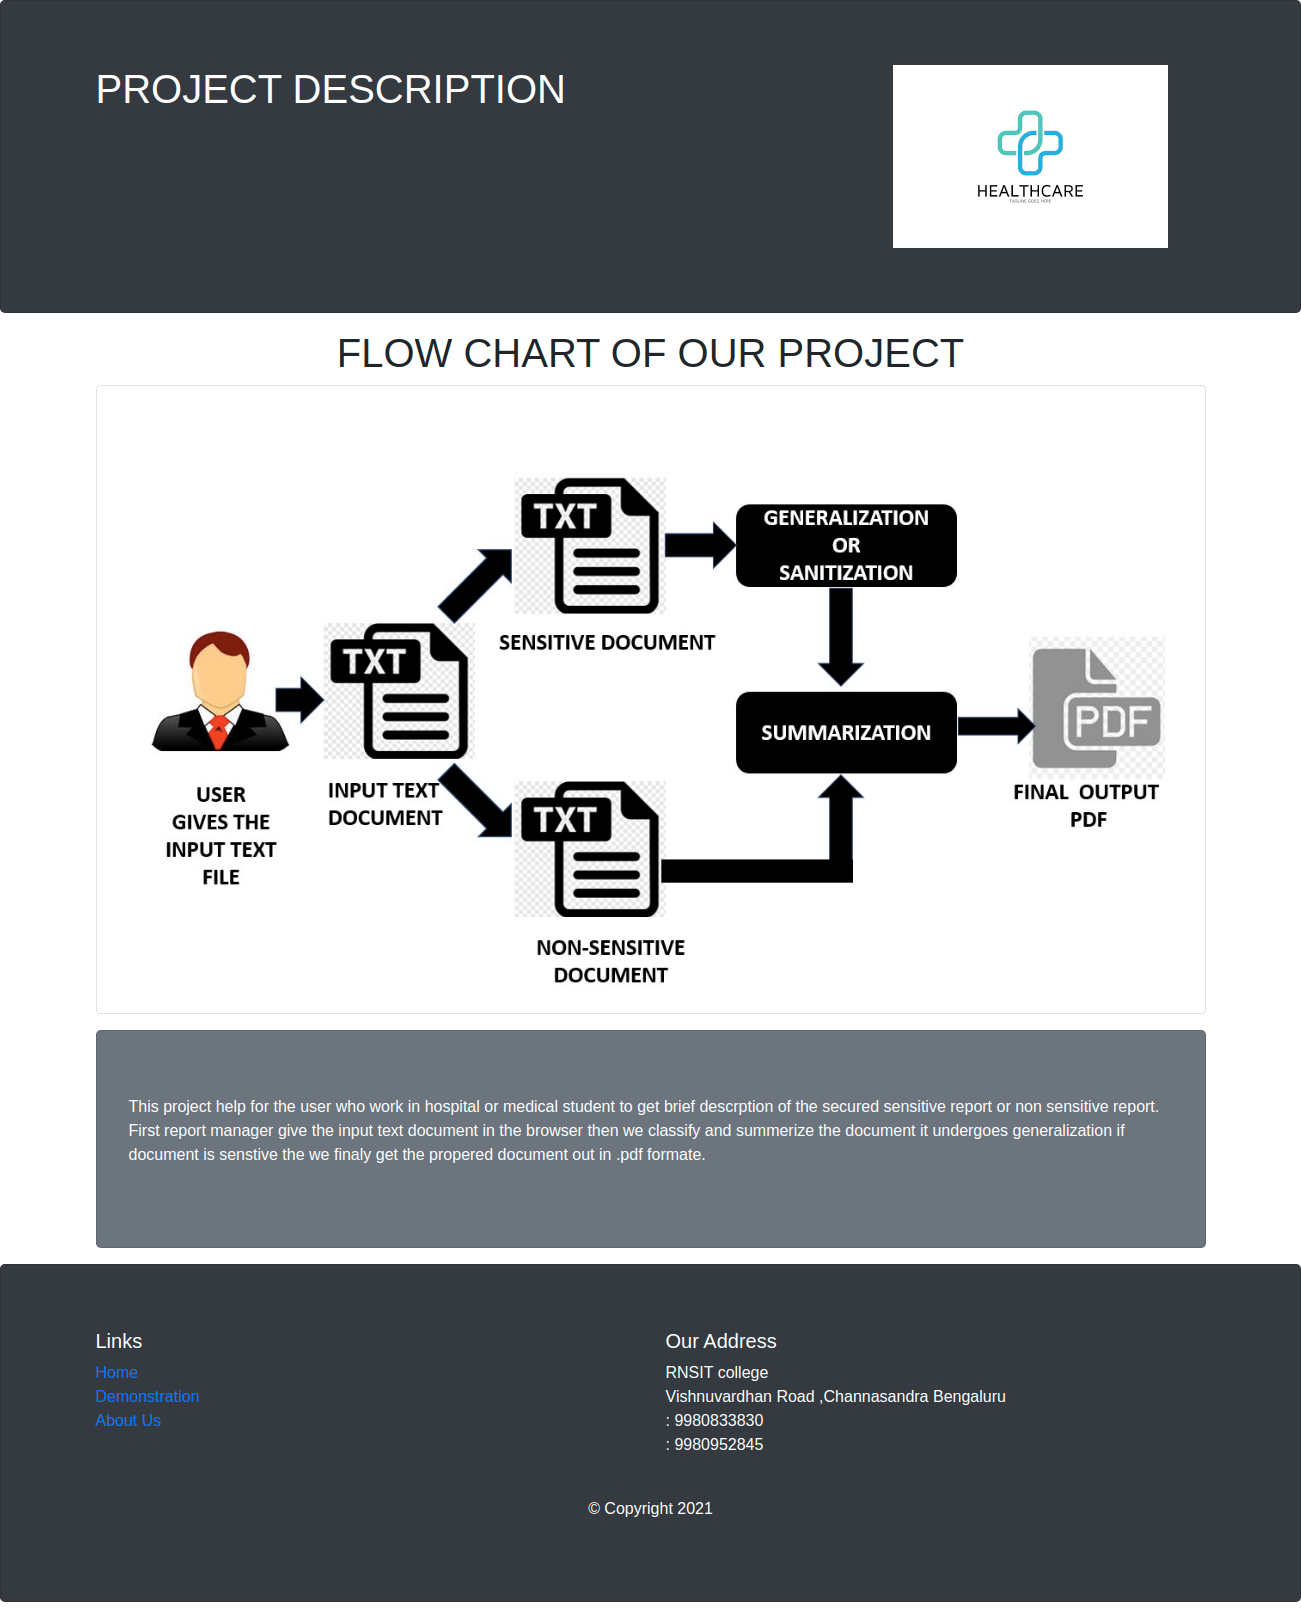 PROJECT DESCRIPTION
HEALTHCARE
TAGLINE GOES HERE
FLOW CHART OF OUR PROJECT
TXT
GENERALIZATION
OR
SANITIZATION
SENSITIVE DOCUMENT
TXT
SUMMARIZATION
PDF
USER
GIVES THE
INPUT TEXT
FILE
INPUT TEXT
DOCUMENT
TXT
FINAL OUTPUT
PDF
NON-SENSITIVE
DOCUMENT
This project help for the user who work in hospital or medical student to get brief descrption of the secured sensitive report or non sensitive report.
First report manager give the input text document in the browser then we classify and summerize the document it undergoes generalization if
document is senstive the we finaly get the propered document out in .pdf formate.
Links
Home
Demonstration
About Us
Our Address
RNSIT college
Vishnuvardhan Road ,Channasandra Bengaluru
: 9980833830
: 9980952845
© Copyright 2021